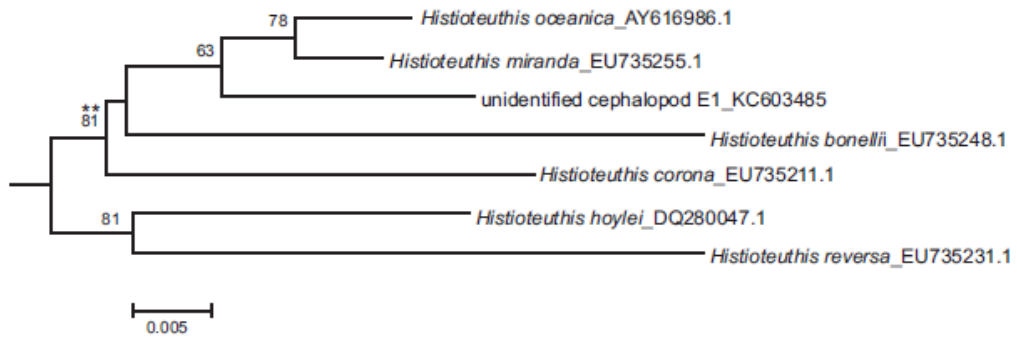 78
Histioteuthis oceanica_AY616986.1
63
Histioteuthis miranda_EU735255.1
unidentified cephalopod E1_KC603485
**
81
Histioteuthis bonellii_EU735248.1
Histioteuthis corona_EU735211.1
81
Histioteuthis hoylei_DQ280047.1
Histioteuthis reversa_EU735231.1
0.005